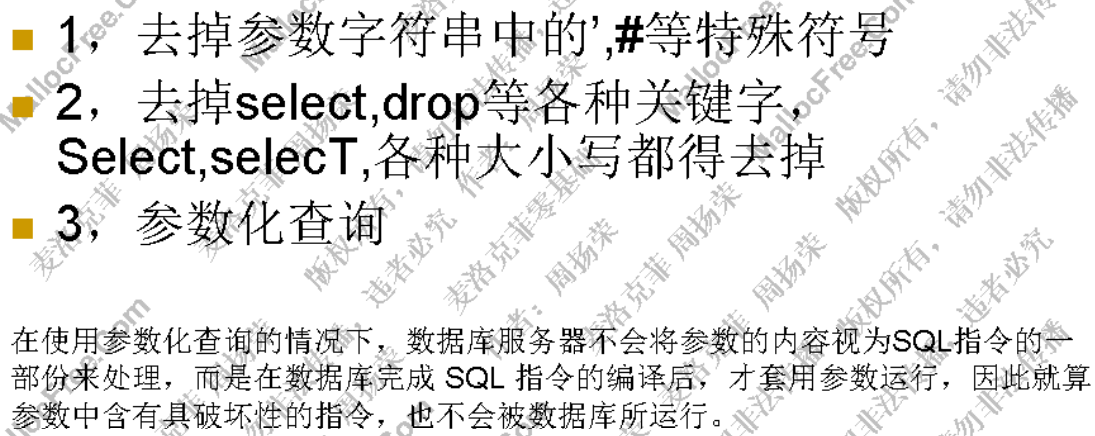 1，去掉参数字符串中的',#等特殊符号
2，去掉select,drop等各种关键字，
Select,selecT,各种大小写都得去掉
3，参数化查询
在使用参数化查询的情况下，数据库服务器不会将参数的内容视为SQL指令的一
部份来处理，而是在数据库完成 SQL 指令的编译后，才套用参数运行，因此就算
参数中含有具破坏性的指令，也不会被数据库所运行。